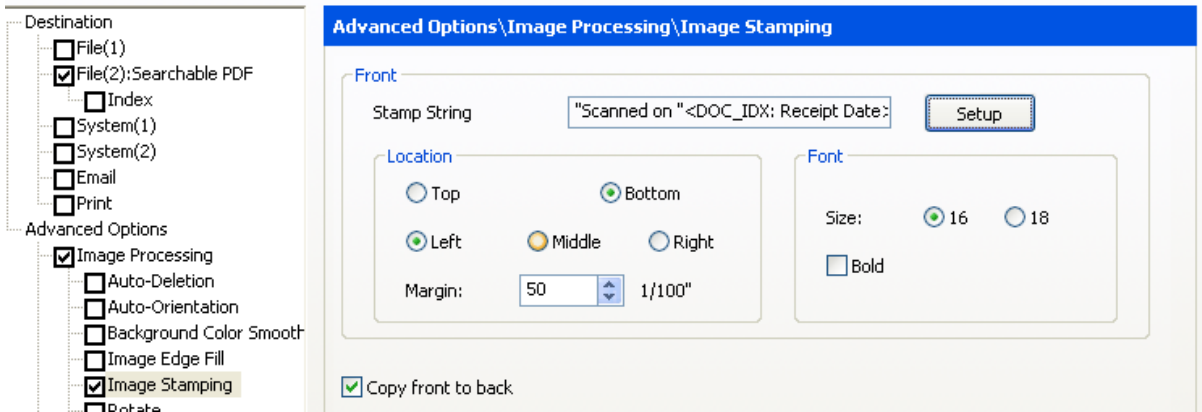 Destination
File(1)
File(2):Searchable PDF
Index
System(1)
System(2)
Email
Print
Advanced Options
Image Processing
Auto-Deletion
Auto-Orientation
Background Color Smooth
Image Edge Fill
Image Stamping
Rotate
Advanced Options\Image Processing\Image Stamping
Front
Stamp String "Scanned on "<DOC_IDX: Receipt Date> Setup
Location
Top Bottom
Left Middle Right
Margin: 50 1/100"
Font
Size: 16 18
Bold
Copy front to back